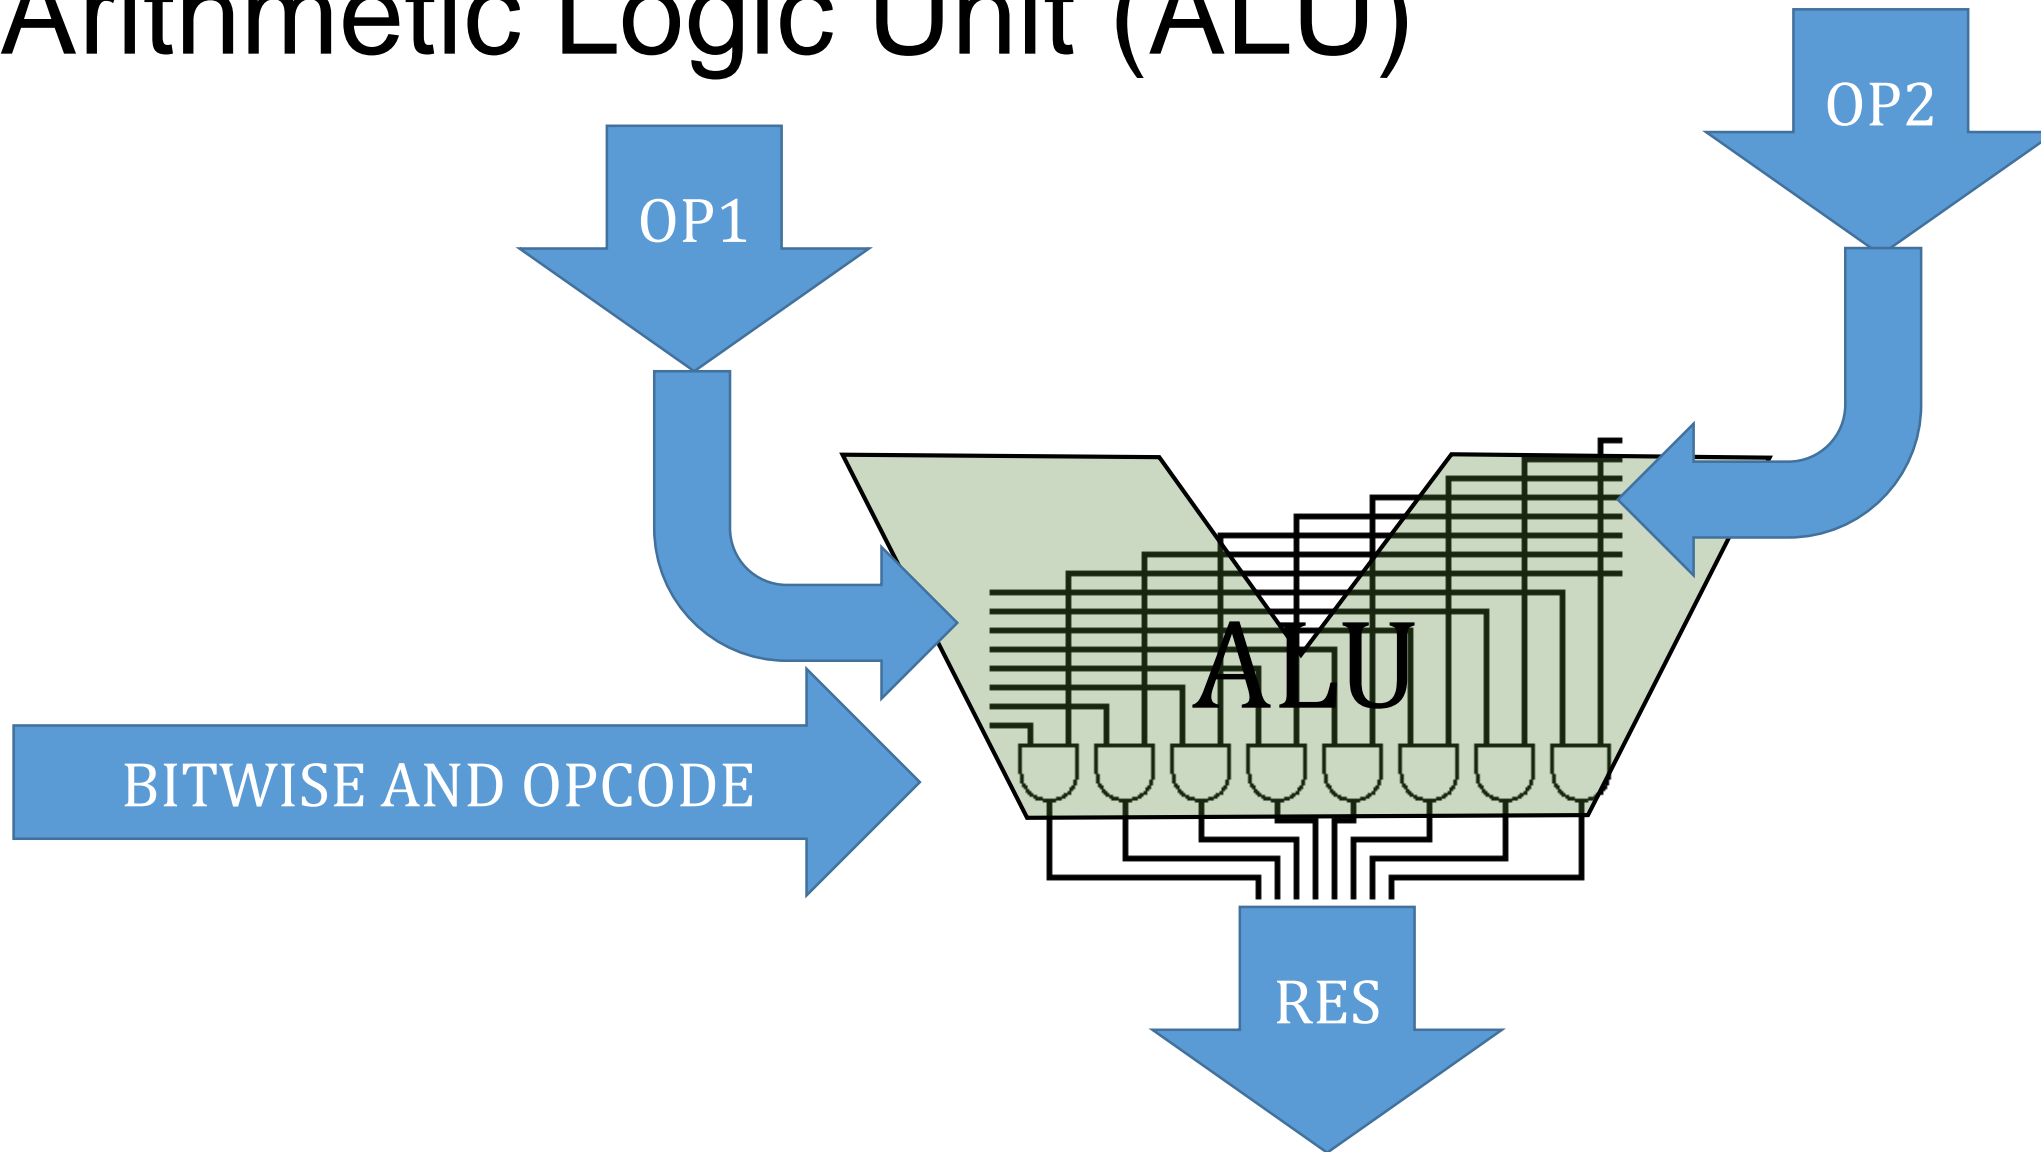 Arithmetic Logic Unit (ALU)
OP2
OP1
ALU
BITWISE AND OPCODE
RES